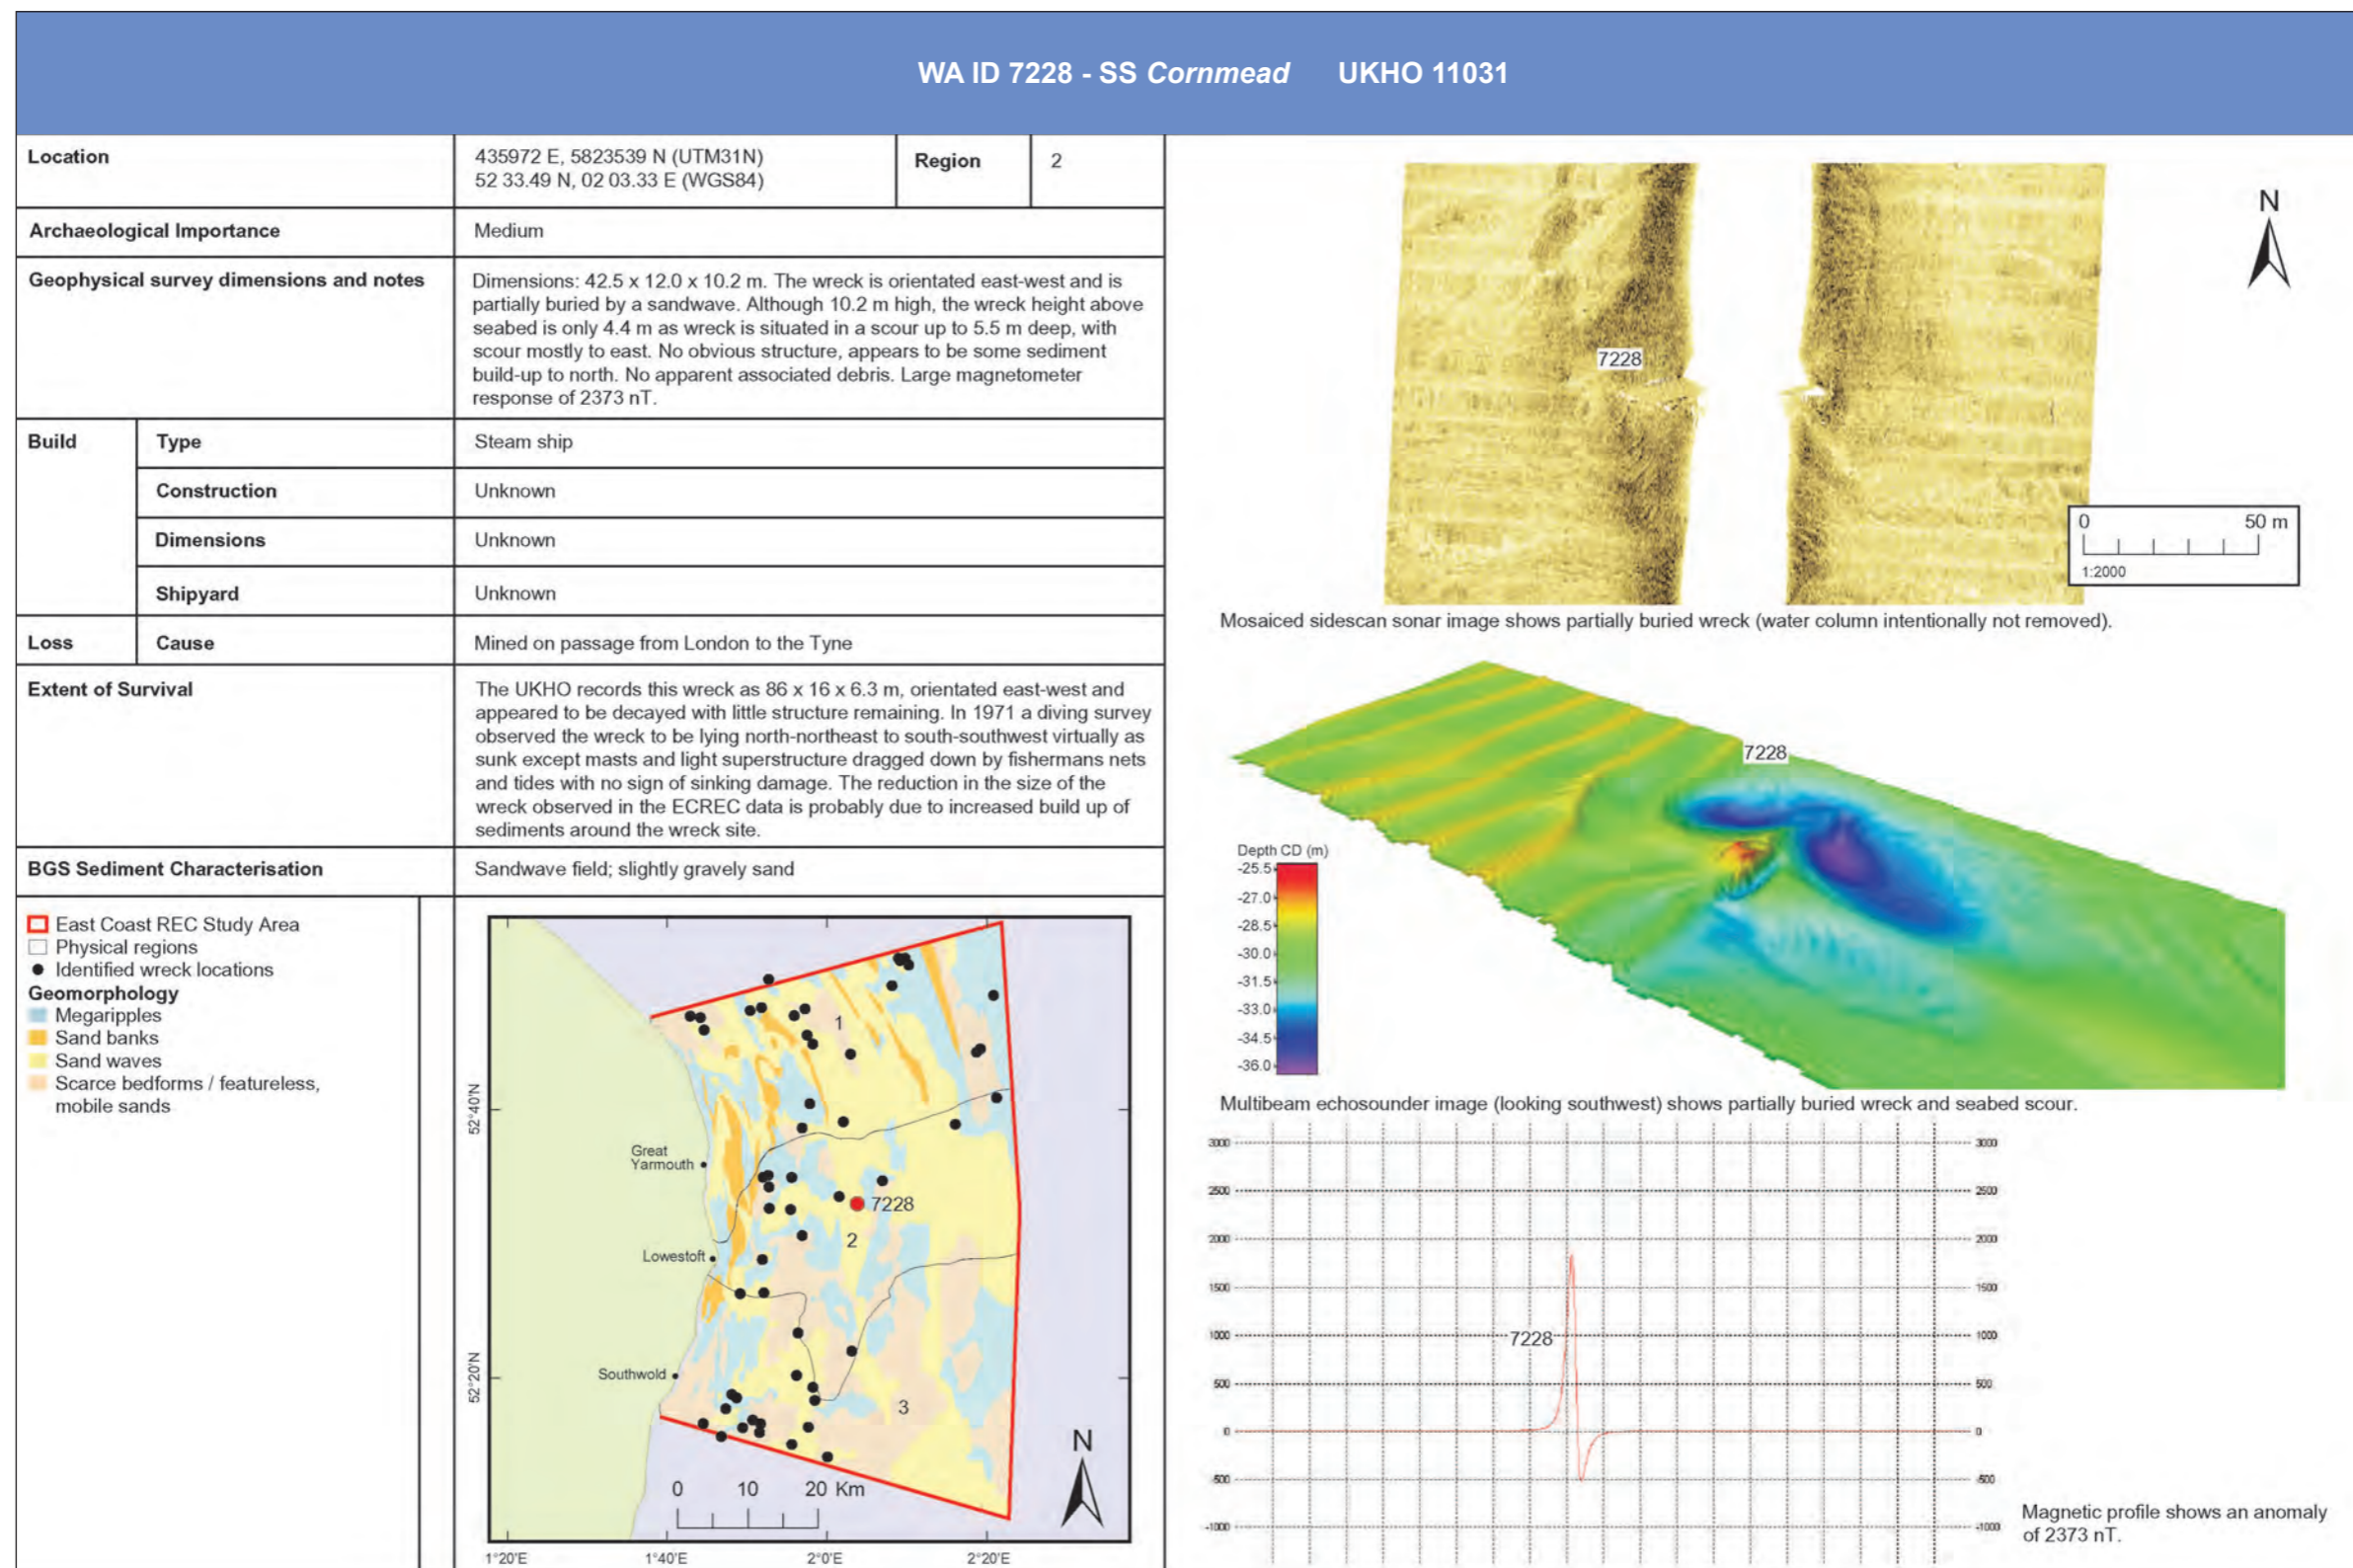 WA ID 7228 - SS Cornmead UKHO 11031
Location
435972 E, 5823539 N (UTM31N)
52 33.49 N, 02 03.33 E (WGS84)
Region
2
Archaeological Importance
Medium
Geophysical survey dimensions and notes
Dimensions: 42.5 x 12.0 x 10.2 m. The wreck is orientated east-west and is
partially buried by a sandwave. Although 10.2 m high, the wreck height above
seabed is only 4.4 m as wreck is situated in a scour up to 5.5 m deep, with
scour mostly to east. No obvious structure, appears to be some sediment
build-up to north. No apparent associated debris. Large magnetometer
response of 2373 nT.
Build
Type
Steam ship
Construction
Unknown
Dimensions
Unknown
Shipyard
Unknown
Loss
Cause
Mined on passage from London to the Tyne
Extent of Survival
The UKHO records this wreck as 86 x 16 x 6.3 m, orientated east-west and
appeared to be decayed with little structure remaining. In 1971 a diving survey
observed the wreck to be lying north-northeast to south-southwest virtually as
sunk except masts and light superstructure dragged down by fishermans nets
and tides with no sign of sinking damage. The reduction in the size of the
wreck observed in the ECREC data is probably due to increased build up of
sediments around the wreck site.
BGS Sediment Characterisation
Sandwave field; slightly gravely sand
East Coast REC Study Area
Physical regions
Identified wreck locations
Geomorphology
Megaripples
Sand banks
Sand waves
Scarce bedforms / featureless,
mobile sands
52°40'N
52°20'N
1
Great
Yarmouth
7228
2
Lowestoft
Southwold
3
N
0 10 20 Km
1°20'E 1°40'E 2°0'E 2°20'E
7228
N
0 50 m
1:2000
Mosaiced sidescan sonar image shows partially buried wreck (water column intentionally not removed).
7228
Depth CD (m)
-25.5
-27.0
-28.5
-30.0
-31.5
-33.0
-34.5
-36.0
Multibeam echosounder image (looking southwest) shows partially buried wreck and seabed scour.
3000 3000
2500 2500
2000 2000
1500 1500
1000 7228 1000
500 500
0 0
-500 -500
-1000 -1000
Magnetic profile shows an anomaly
of 2373 nT.